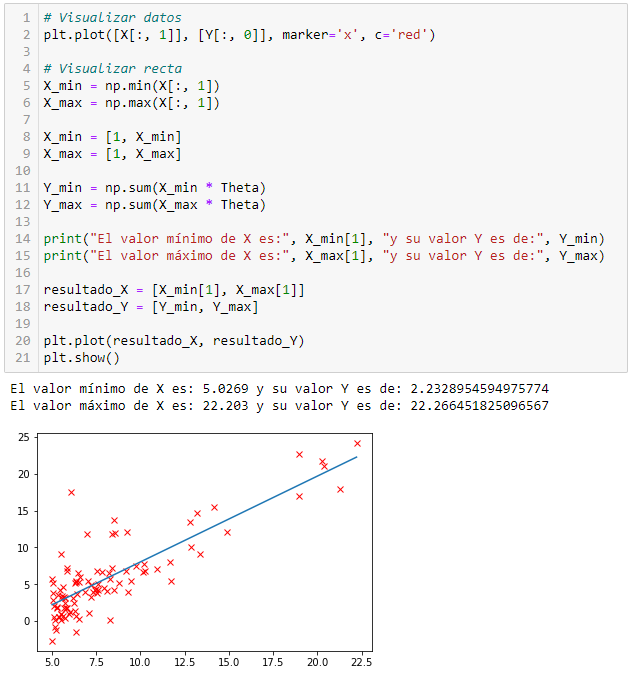 1 # Visualizar datos
2 plt.plot([X[:, 1]], [Y[:, 0]], marker='x', c='red')
3
4 # Visualizar recta
5 X_min = np.min(X[:, 1])
6 X_max = np.max(X[:, 1])
7
8 X_min = [1, X_min]
9 X_max = [1, X_max]
10
11 Y_min = np.sum(X_min * Theta)
12 Y_max = np.sum(X_max * Theta)
13
14 print("El valor mínimo de X es:", X_min[1], "y su valor Y es de:", Y_min)
15 print("El valor máximo de X es:", X_max[1], "y su valor Y es de:", Y_max)
16
17 resultado_X = [X_min[1], X_max[1]]
18 resultado_Y = [Y_min, Y_max]
19
20 plt.plot(resultado_X, resultado_Y)
21 plt.show()
El valor mínimo de X es: 5.0269 y su valor Y es de: 2.2328954594975774
El valor máximo de X es: 22.203 y su valor Y es de: 22.266451825096567
25
20
15
10
5
0
5.0 7.5 10.0 12.5 15.0 17.5 20.0 22.5